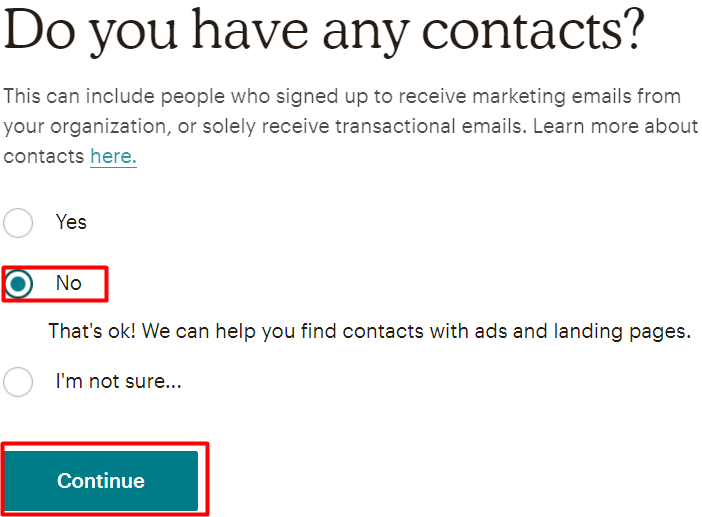 Do you have any contacts?
This can include people who signed up to receive marketing emails from
your organization, or solely receive transactional emails. Learn more about
contacts here.
Yes
No
That's ok! We can help you find contacts with ads and landing pages.
I'm not sure...
Continue